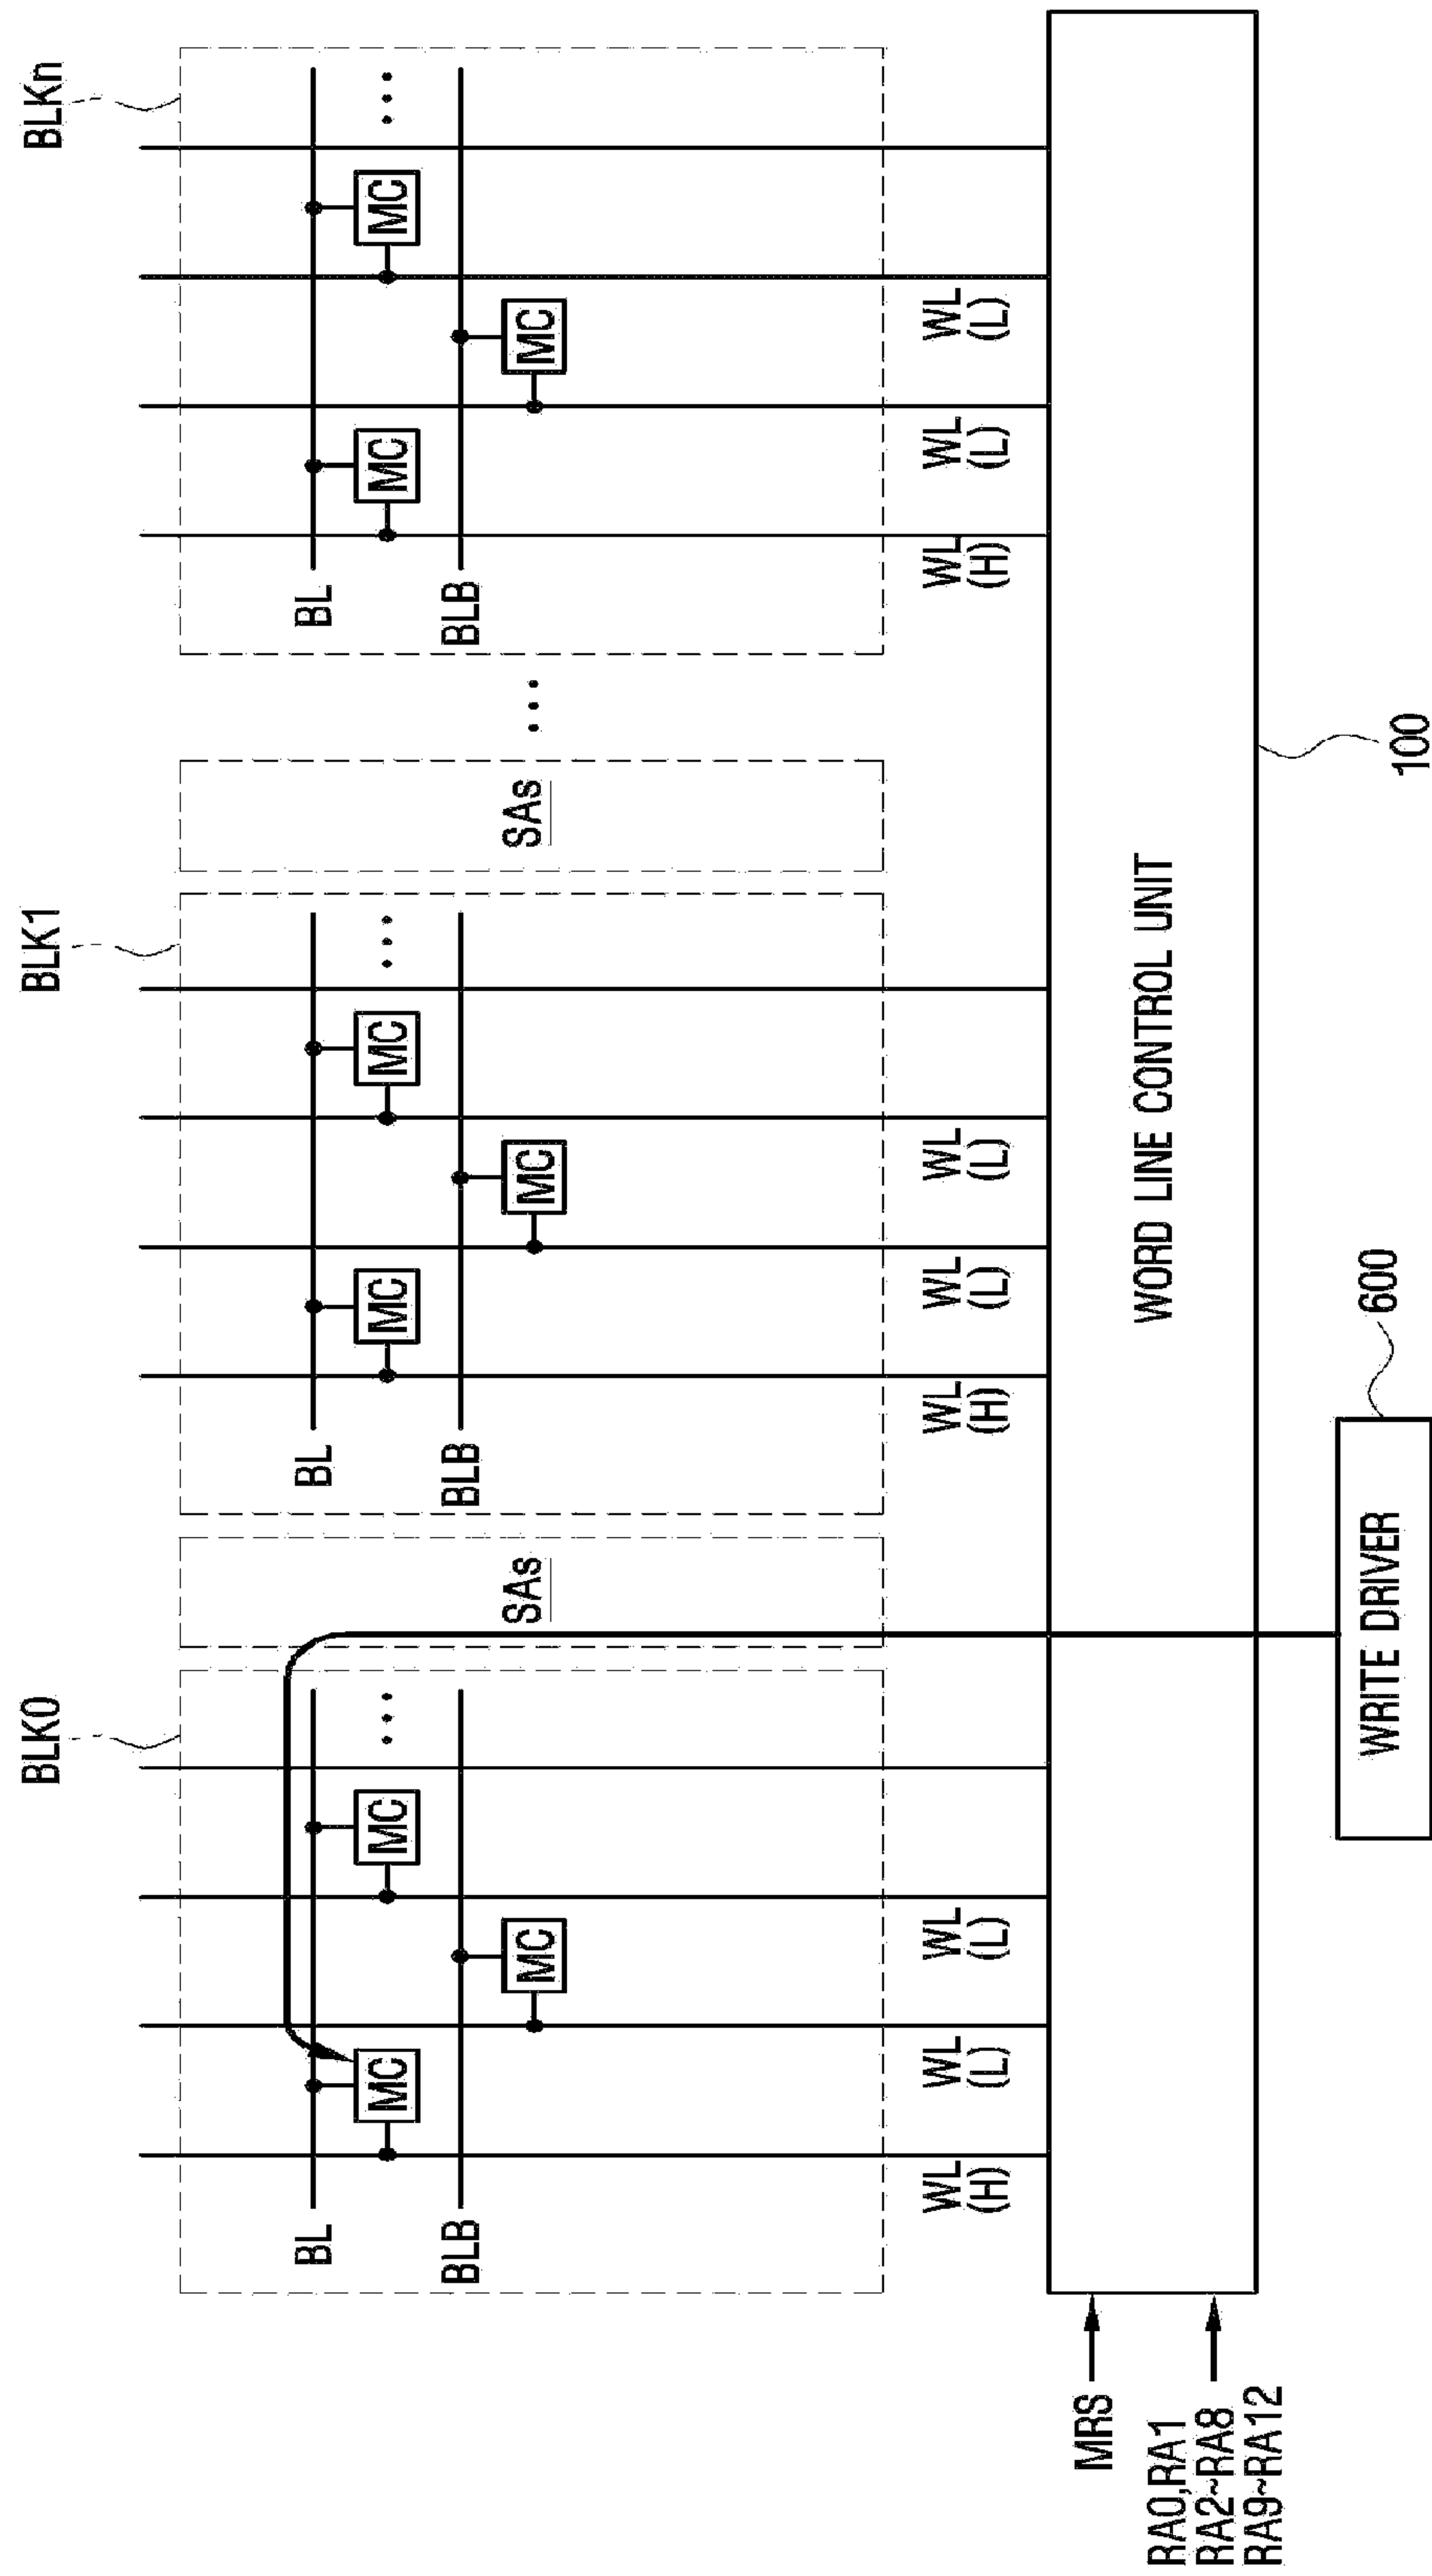 BLK0 BLK1 BLKn
BL BL BL
MC MC MC MC MC MC
BLB BLB BLB
MC SAs MC SAs MC
WL WL WL WL WL WL WL WL WL
(H) (L) (L) (H) (L) (L) (H) (L) (L)
MRS
WORD LINE CONTROL UNIT
RA0,RA1
RA2~RA8
RA9~RA12
WRITE DRIVER
600
100